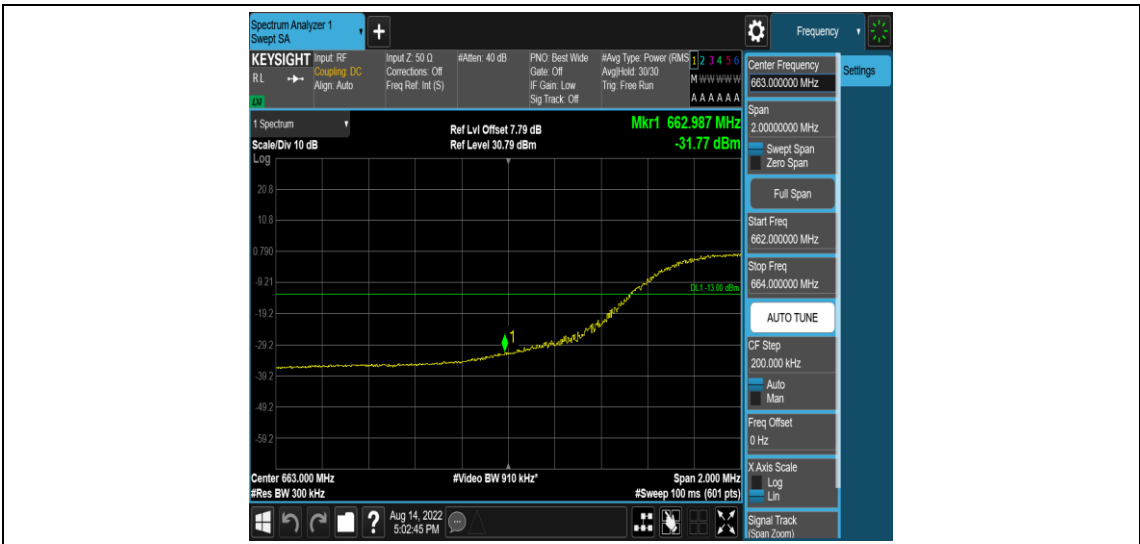 Spectrum Analyzer 1
Swept SA
+
Frequency
KEYSIGHT
RL
LXI
Input: RF
Coupling: DC
Align: Auto
Input Z: 50 Ω
Corrections: Off
Freq Ref: Int (S)
#Atten: 40 dB
PNO: Best Wide
Gate: Off
IF Gain: Low
Sig Track: Off
#Avg Type: Power (RMS
Avg|Hold: 30/30
Trig: Free Run
1 2 3 4 5 6
M W W W W W
A A A A A A
1 Spectrum
Scale/Div 10 dB
Log
Ref Lvl Offset 7.79 dB
Ref Level 30.79 dBm
Mkr1 662.987 MHz
-31.77 dBm
20.8
10.8
0.790
-9.21
DL1 -13.00 dBm
-19.2
-29.2
1
-39.2
-49.2
-59.2
Center 663.000 MHz
#Res BW 300 kHz
#Video BW 910 kHz*
Span 2.000 MHz
#Sweep 100 ms (601 pts)
Center Frequency
663.000000 MHz
Settings
Span
2.00000000 MHz
Swept Span
Zero Span
Full Span
Start Freq
662.000000 MHz
Stop Freq
664.000000 MHz
AUTO TUNE
CF Step
200.000 kHz
Auto
Man
Freq Offset
0 Hz
X Axis Scale
Log
Lin
Signal Track
(Span Zoom)
?
Aug 14, 2022
5:02:45 PM